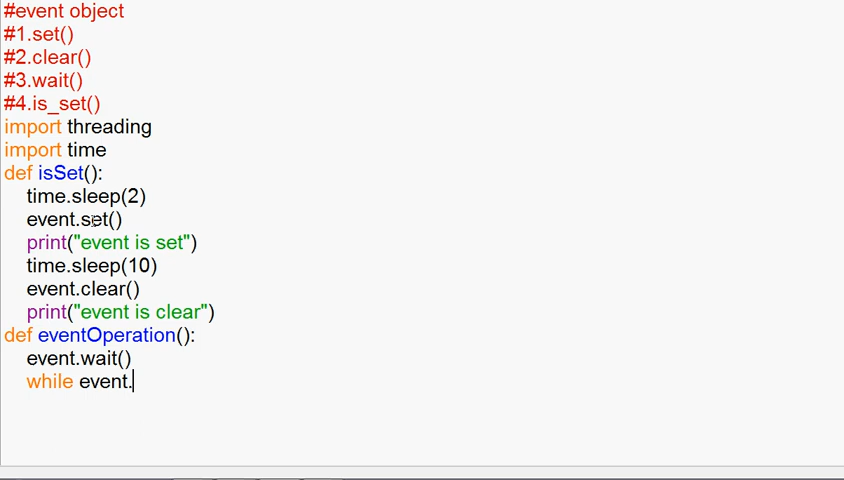 #event object
#1.set()
#2.clear()
#3.wait()
#4.is_set()
import threading
import time
def isSet():
    time.sleep(2)
    event.set()
    print("event is set")
    time.sleep(10)
    event.clear()
    print("event is clear")
def eventOperation():
    event.wait()
    while event.